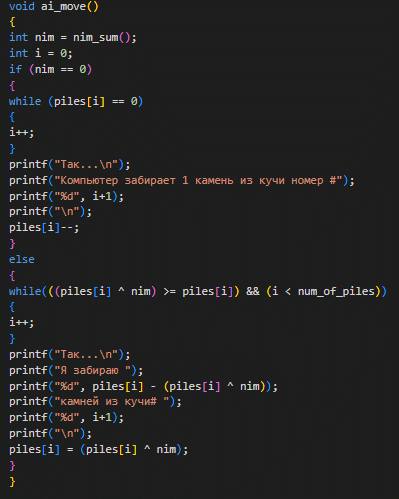 void ai_move()
{
int nim = nim_sum();
int i = 0;
if (nim == 0)
{
while (piles[i] == 0)
{
i++;
}
printf("Так...\n");
printf("Компьютер забирает 1 камень из кучи номер #");
printf("%d", i+1);
printf("\n");
piles[i]--;
}
else
{
while(((piles[i] ^ nim) >= piles[i]) && (i < num_of_piles))
{
i++;
}
printf("Так...\n");
printf("Я забираю ");
printf("%d", piles[i] - (piles[i] ^ nim));
printf("камней из кучи# ");
printf("%d", i+1);
printf("\n");
piles[i] = (piles[i] ^ nim);
}
}